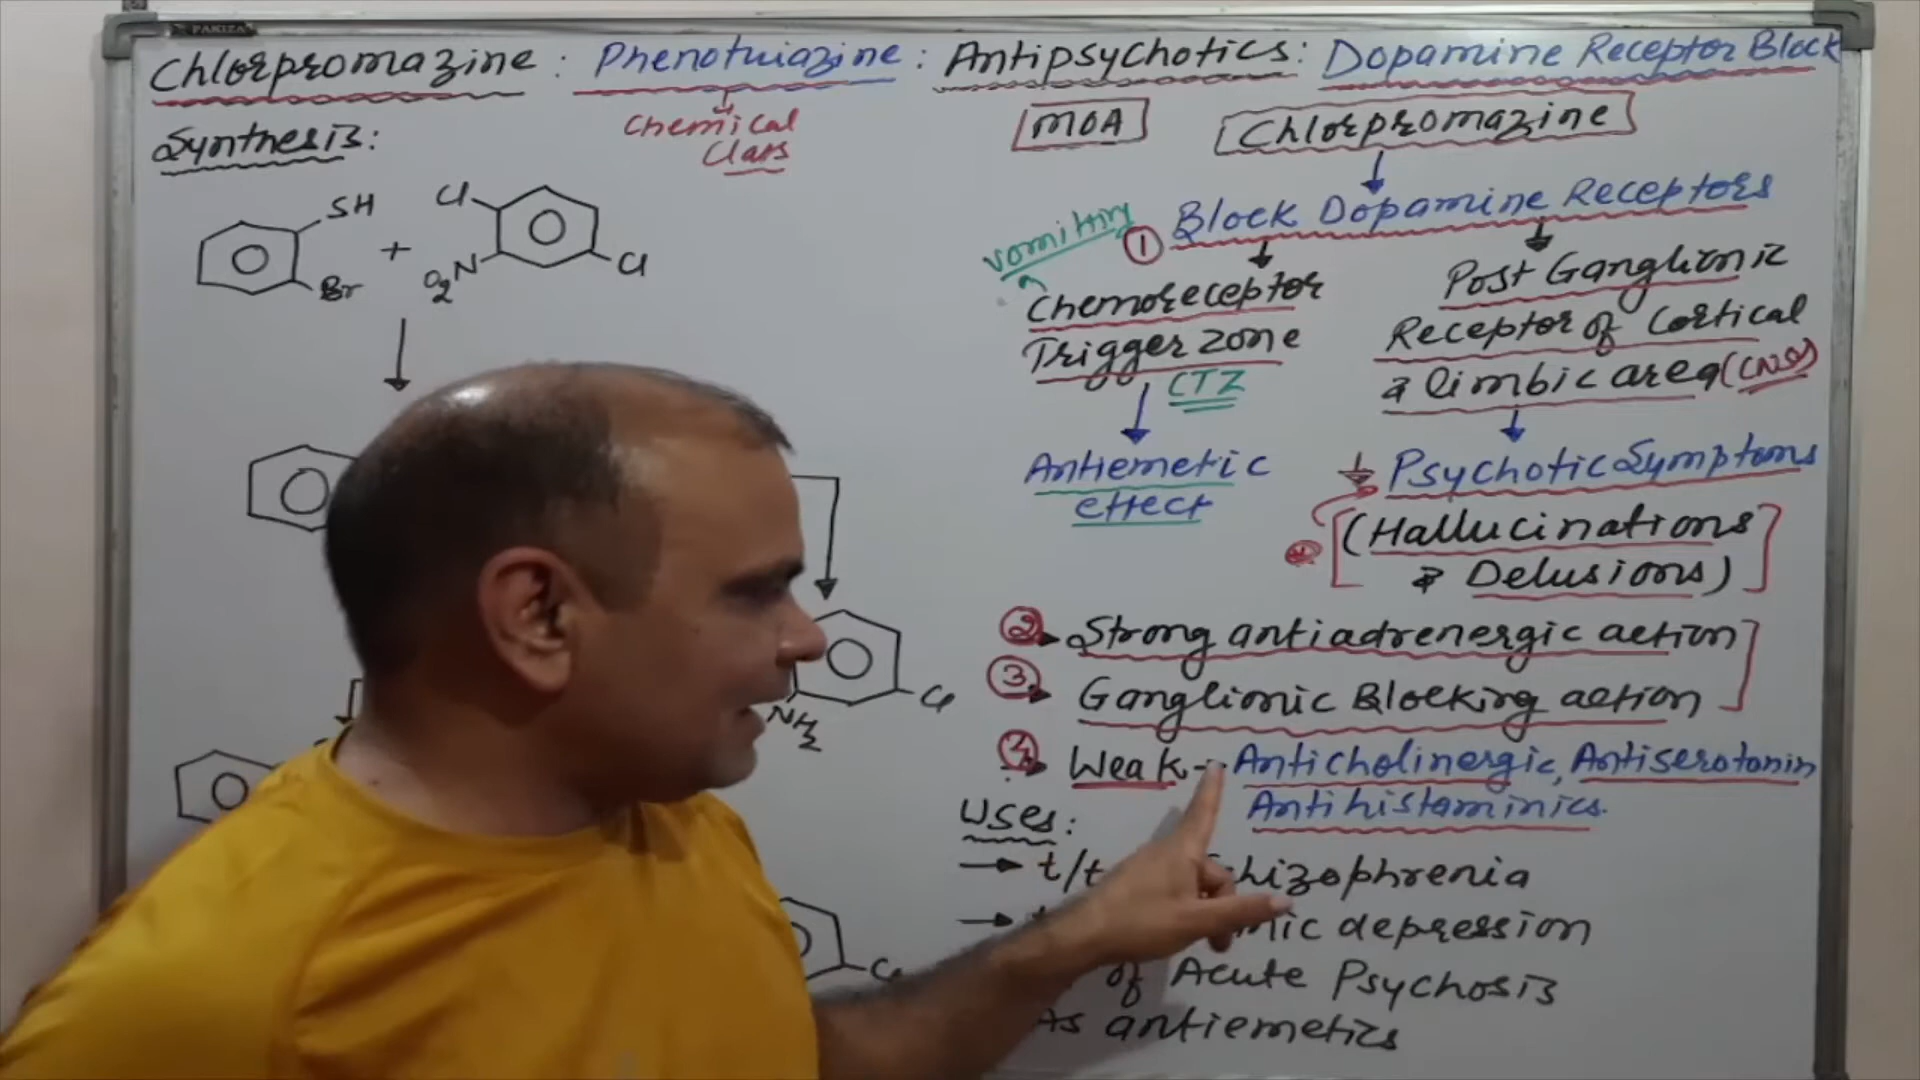 PAKIZA
Chlorpromazine : Phenothiazine : Antipsychotics : Dopamine Receptor Block
Chemical
Class
Synthesis:
SH
Br
+
Cl
O2N
Cl
NH2
Cl
Cl
MOA
Chlorpromazine
① Block Dopamine Receptors
vomiting
Chemoreceptor
Trigger zone
CTZ
Antiemetic
effect
Post Ganglionic
Receptor of Cortical
& limbic area (CNS)
↓ Psychotic Symptoms
(Hallucinations
& Delusions)
② Strong antiadrenergic action
③ Ganglionic Blocking action
④ Weak → Anticholinergic, Antiserotonin
Antihistaminics.
Uses:
→ t/t
depression
of Acute Psychosis
As antiemetics